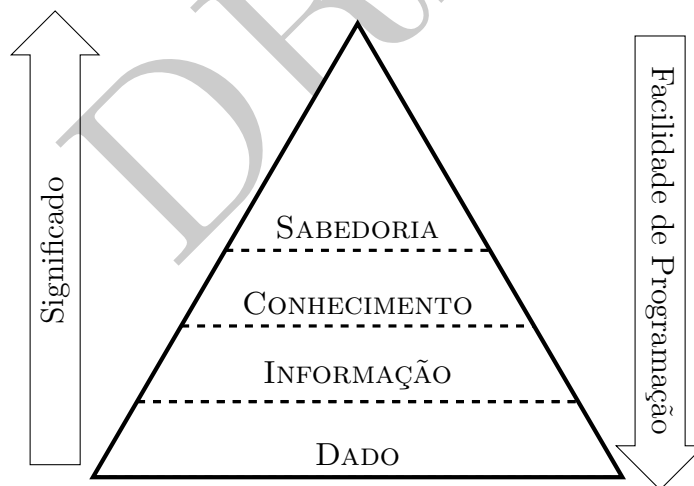 Significado
SABEDORIA
CONHECIMENTO
INFORMAÇÃO
DADO
Facilidade de Programação